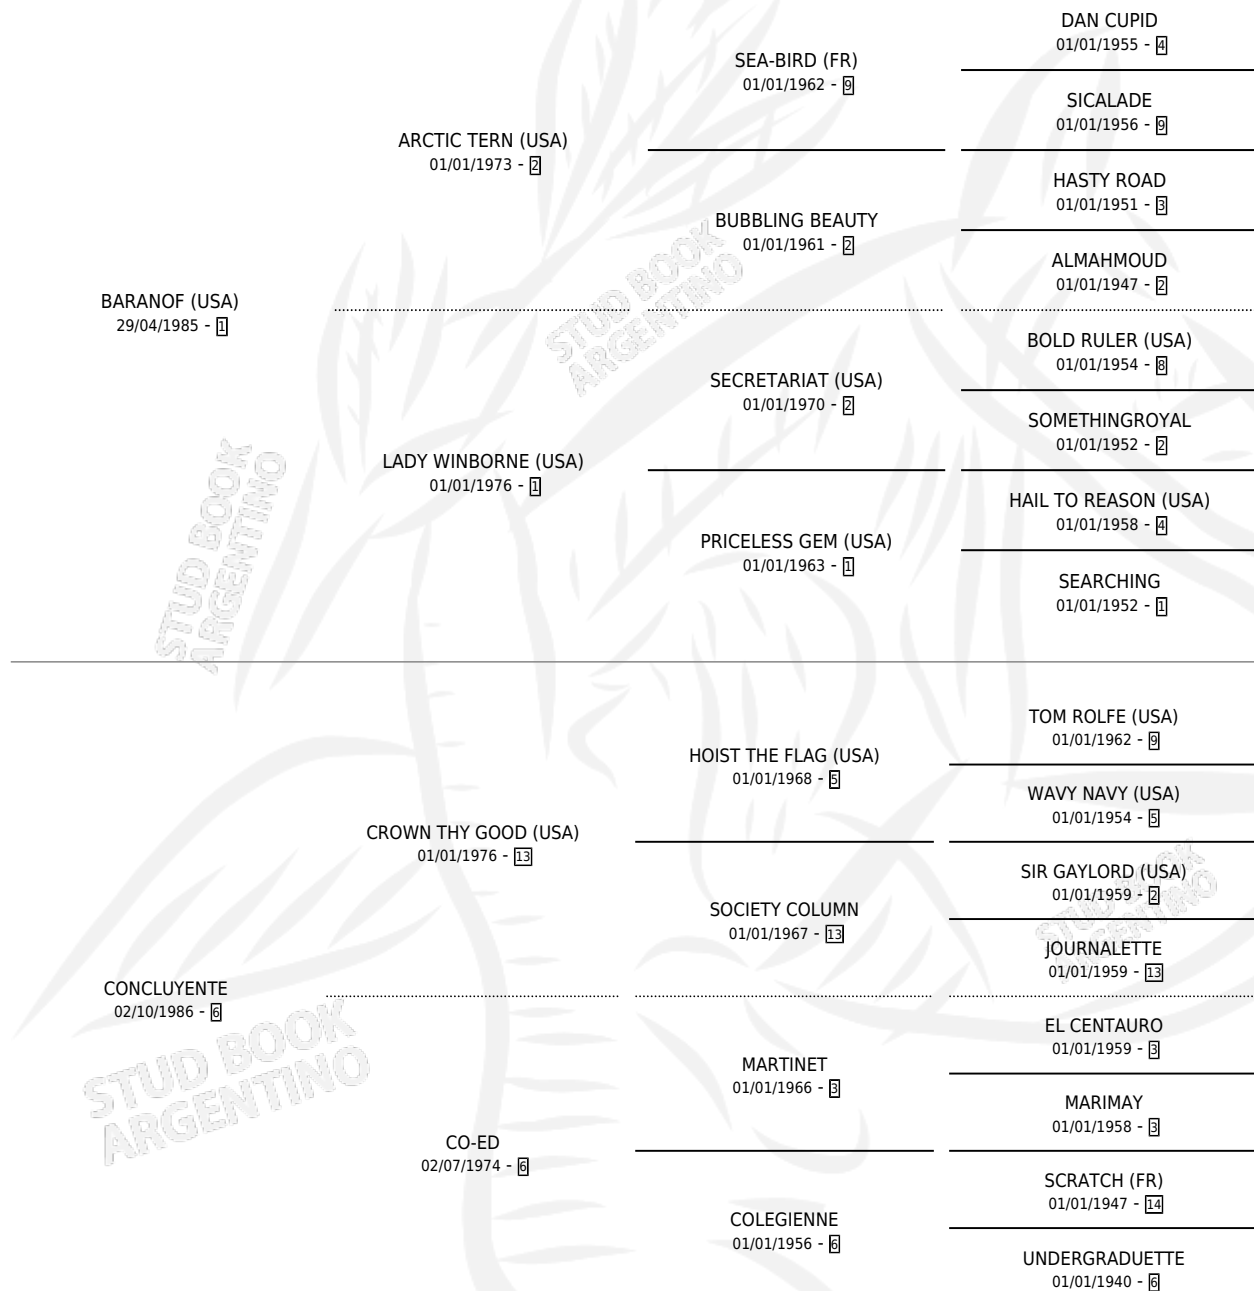 DAN CUPID
01/01/1955 - 4
SEA-BIRD (FR)
01/01/1962 - 9
SICALADE
01/01/1956 - 9
ARCTIC TERN (USA)
01/01/1973 - 2
HASTY ROAD
01/01/1951 - 3
BUBBLING BEAUTY
01/01/1961 - 2
ALMAHMOUD
01/01/1947 - 2
BARANOF (USA)
29/04/1985 - 1
BOLD RULER (USA)
01/01/1954 - 8
SECRETARIAT (USA)
01/01/1970 - 2
SOMETHINGROYAL
01/01/1952 - 2
LADY WINBORNE (USA)
01/01/1976 - 1
HAIL TO REASON (USA)
01/01/1958 - 4
PRICELESS GEM (USA)
01/01/1963 - 1
SEARCHING
01/01/1952 - 1
TOM ROLFE (USA)
01/01/1962 - 9
HOIST THE FLAG (USA)
01/01/1968 - 5
WAVY NAVY (USA)
01/01/1954 - 5
CROWN THY GOOD (USA)
01/01/1976 - 13
SIR GAYLORD (USA)
01/01/1959 - 2
SOCIETY COLUMN
01/01/1967 - 13
JOURNALETTE
01/01/1959 - 13
CONCLUYENTE
02/10/1986 - 6
EL CENTAURO
01/01/1959 - 3
MARTINET
01/01/1966 - 3
MARIMAY
01/01/1958 - 3
CO-ED
02/07/1974 - 6
SCRATCH (FR)
01/01/1947 - 14
COLEGIENNE
01/01/1956 - 6
UNDERGRADUETTE
01/01/1940 - 6
STUD BOOK
ARGENTINO
STUD BOOK
ARGENTINO
STUD BOOK
ARGENTINO
STUD BOOK
ARGENTINO